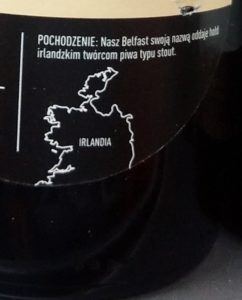 POCHODZENIE: Nasz Belfast swoją nazwą oddaje hołd
irlandzkim twórcom piwa typu stout.
IRLANDIA